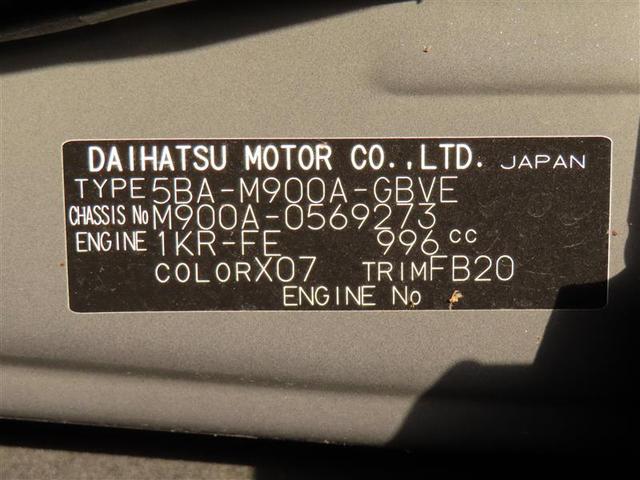 DAIHATSU MOTOR CO.,LTD. JAPAN
TYPE 5BA-M900A-GBVE
CHASSIS No M900A-0569273
ENGINE 1KR-FE 996 cc
COLOR X07 TRIM FB20
ENGINE No